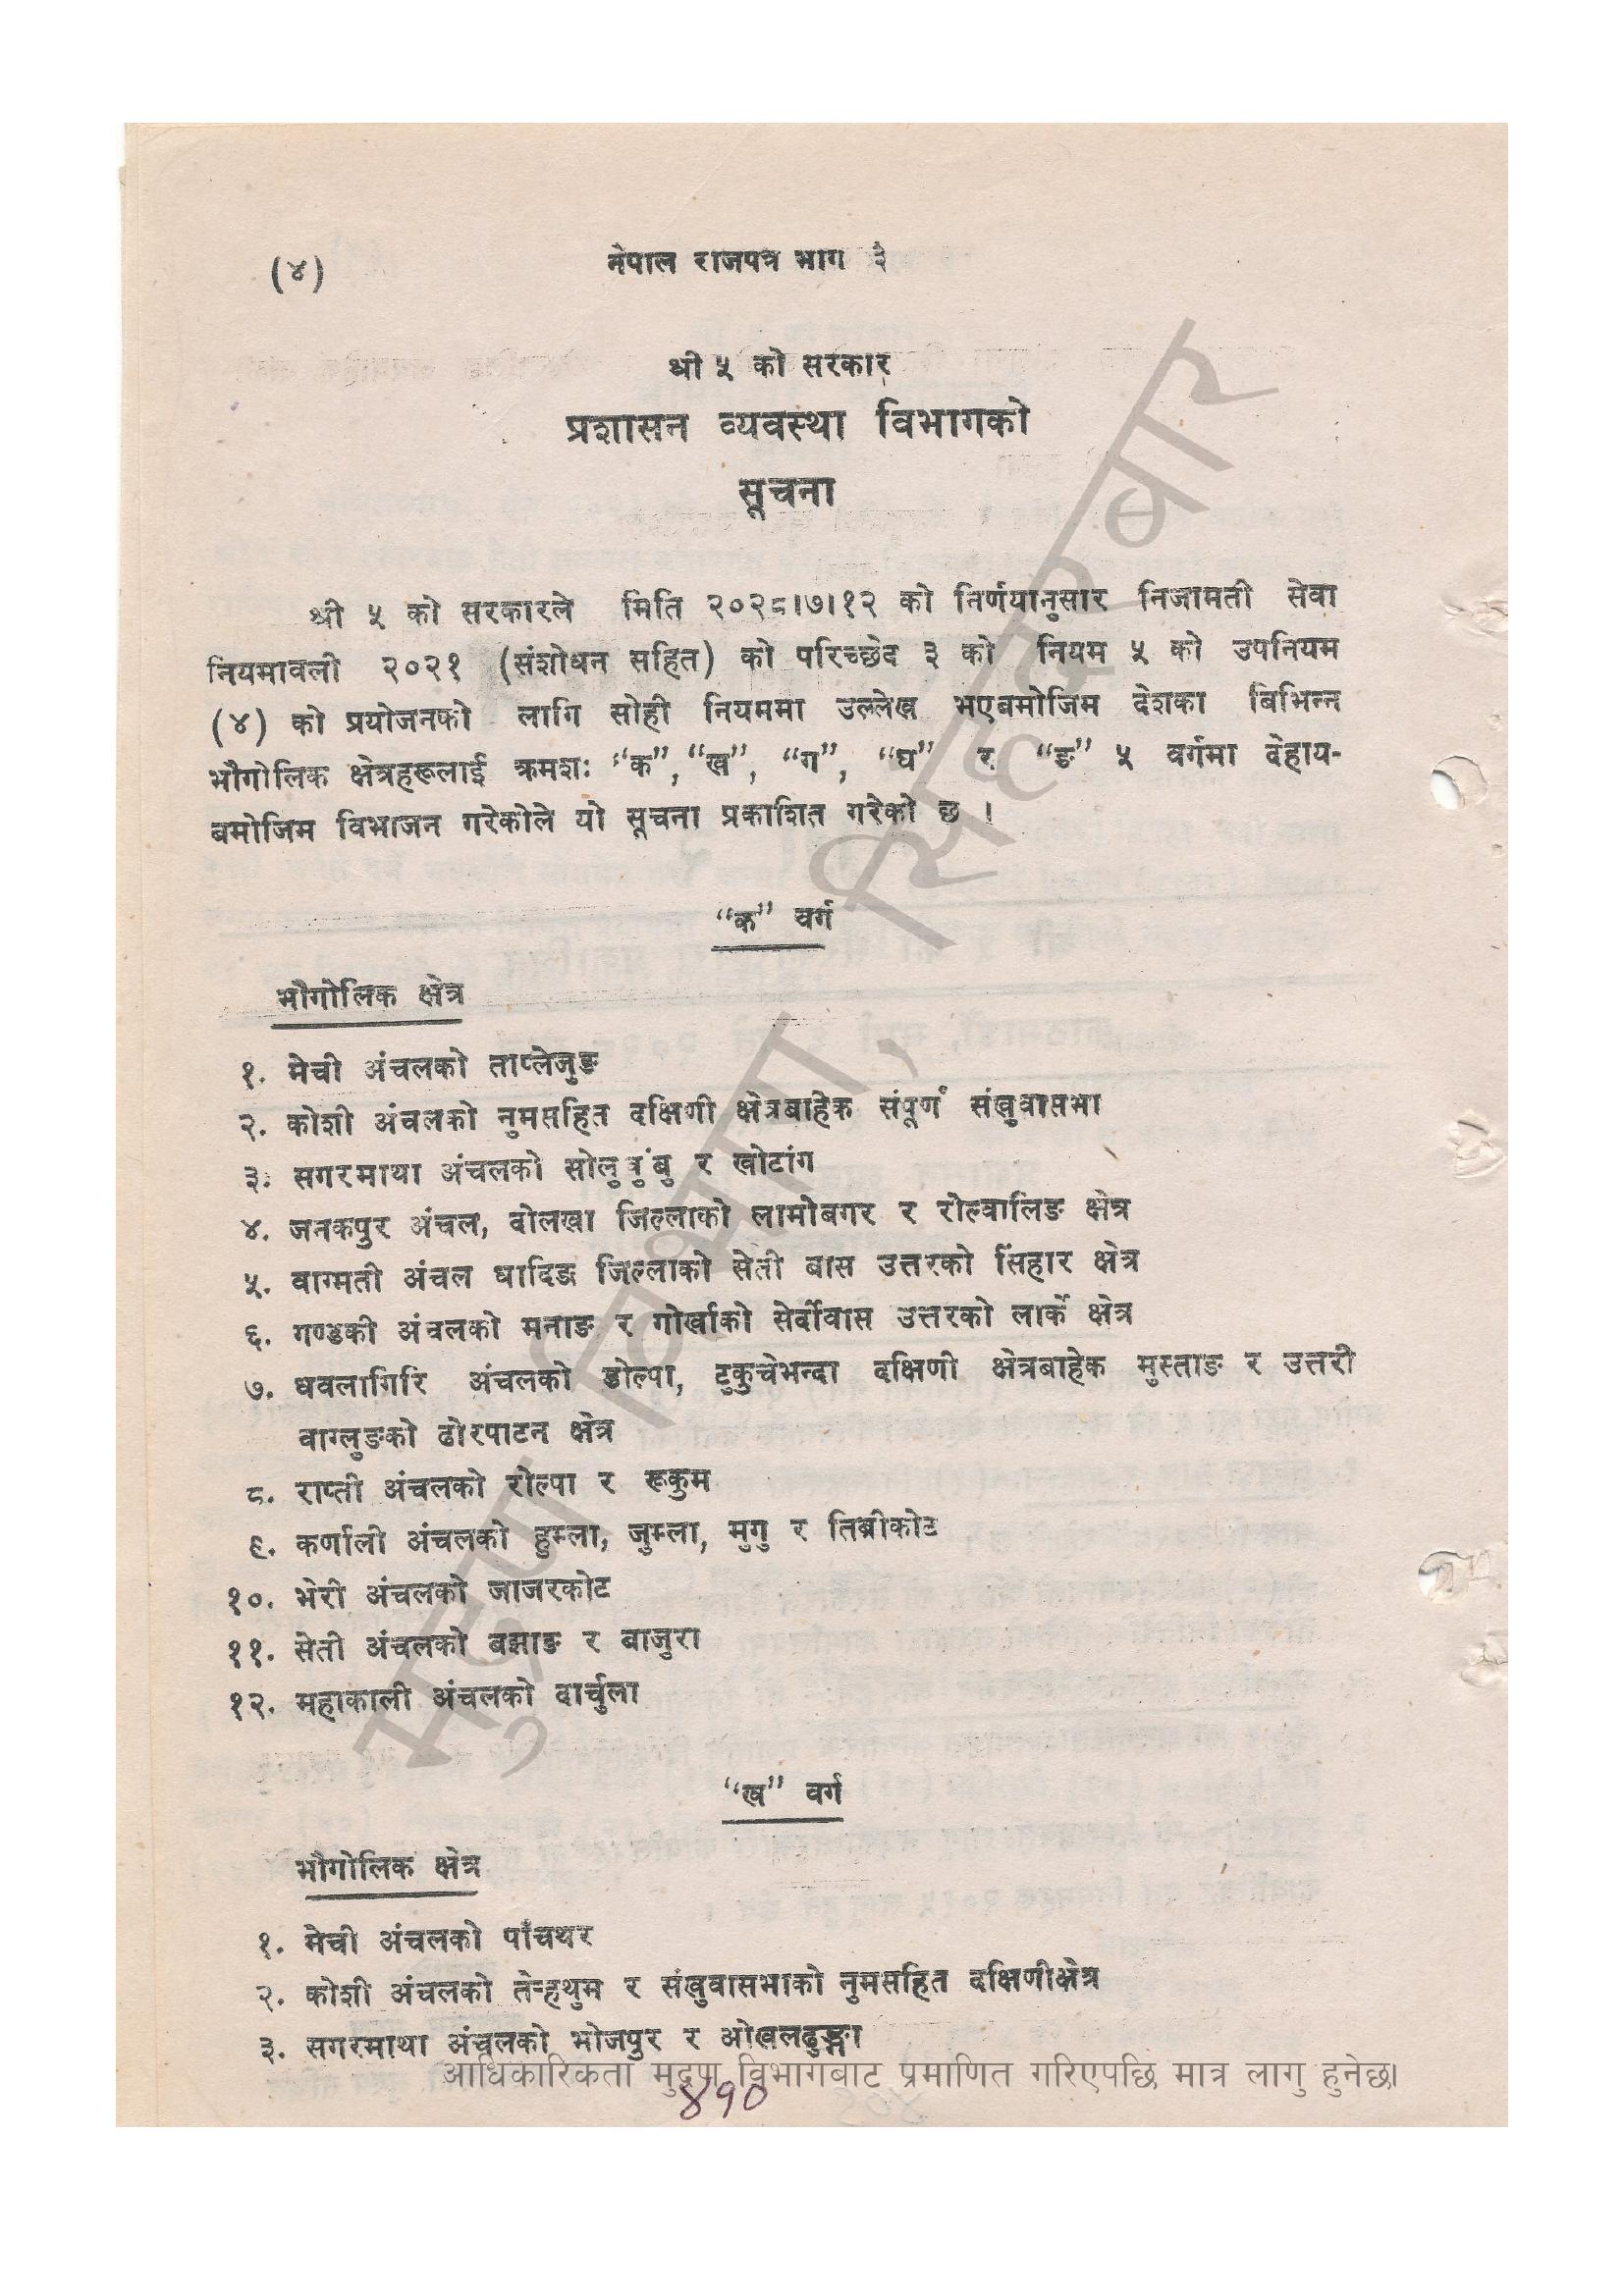 (४)
नेपाल राजपत्र भाग ३
श्री ५ को सरकार
प्रशासन व्यवस्था विभागको
सूचना
श्री ५ को सरकारले मिति २०२८।७।१२ को निर्णयानुसार निजामती सेवा
नियमावली २०२१ (संशोधन सहित) को परिच्छेद ३ को नियम ५ को उपनियम
(४) को प्रयोजनको लागि सोही नियममा उल्लेख भएबमोजिम देशका बिभिन्न
भौगोलिक क्षेत्रहरूलाई क्रमशः “क”, “ख”, “ग”, “घ” र “ङ” ५ वर्गमा देहाय-
बमोजिम विभाजन गरेकोले यो सूचना प्रकाशित गरेको छ ।
“क” वर्ग
भौगोलिक क्षेत्र
१. मेची अंचलको ताप्लेजुङ
२. कोशी अंचलको नुमसहित दक्षिणी क्षेत्रबाहेक संपूर्ण संखुवासभा
३. सगरमाथा अंचलको र खोटांग
४. जनकपुर अंचल, दोलखा जिल्लाको लामोबगर र रोल्वालिङ क्षेत्र
५. वाग्मती अंचल धादिङ जिल्लाको सेती बास उत्तरको सिंहार क्षेत्र
६. गण्डकी अंचलको मनाङ र गोर्खाको सेर्दोवास उत्तरको लार्के क्षेत्र
७. धवलागिरि अंचलको डोल्पा, टुकुचेभन्दा दक्षिणी क्षेत्रबाहेक मुस्ताङ र उत्तरी
वाग्लुङको ढोरपाटन क्षेत्र
८. राप्ती अंचलको रोल्पा र रूकुम
९. कर्णाली अंचलको हुम्ला, जुम्ला, मुगु र तिब्रीकोट
१०. भेरी अंचलको जाजरकोट
११. सेती अंचलको बझाङ र बाजुरा
१२. महाकाली अंचलको दार्चुला
“ख” वर्ग
भौगोलिक क्षेत्र
१. मेची अंचलको पाँचथर
२. कोशी अंचलको तेर्‍हथुम र संखुवासभाको नुमसहित दक्षिणीक्षेत्र
३. सगरमाथा अंचलको भोजपुर र ओखलढुङ्गा
आधिकारिकता मुद्रण विभागबाट प्रमाणित गरिएपछि मात्र लागु हुनेछ।
४१०
मुद्रण विभाग, सिंहदरबार